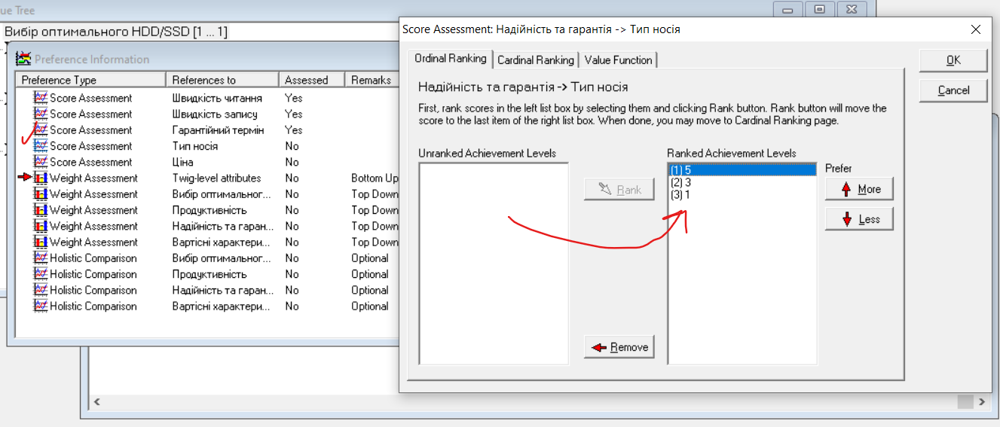 ue Tree
Вибір оптимального HDD/SSD [1 ... 1]
Preference Information
Preference Type References to Assessed Remarks
Score Assessment Швидкість читання Yes
Score Assessment Швидкість запису Yes
Score Assessment Гарантійний термін Yes
Score Assessment Тип носія No
Score Assessment Ціна No
Weight Assessment Twig-level attributes No Bottom Up
Weight Assessment Вибір оптимальног... No Top Down
Weight Assessment Продуктивність No Top Down
Weight Assessment Надійність та гаран... No Top Down
Weight Assessment Вартісні характери... No Top Down
Holistic Comparison Вибір оптимальног... No Optional
Holistic Comparison Продуктивність No Optional
Holistic Comparison Надійність та гаран... No Optional
Holistic Comparison Вартісні характери... No Optional
Score Assessment: Надійність та гарантія -> Тип носія
Ordinal Ranking Cardinal Ranking Value Function
OK
Cancel
Надійність та гарантія -> Тип носія
First, rank scores in the left list box by selecting them and clicking Rank button. Rank button will move the
score to the last item of the right list box. When done, you may move to Cardinal Ranking page.
Unranked Achievement Levels
Rank
Remove
Ranked Achievement Levels
(1) 5
(2) 3
(3) 1
Prefer
More
Less